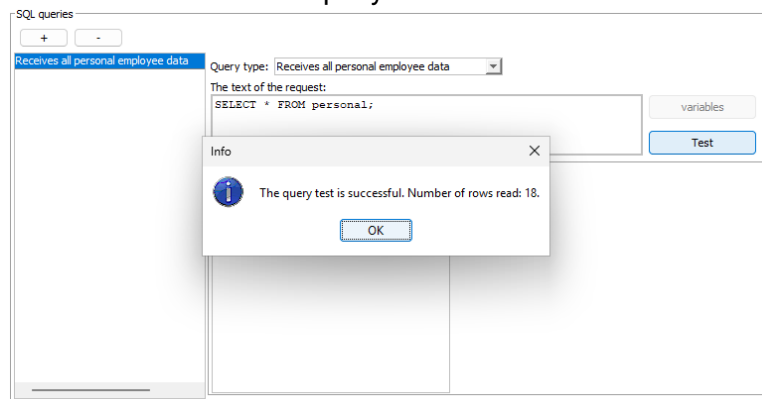 SQL queries
+ -
Receives all personal employee data
Query type: Receives all personal employee data
The text of the request:
SELECT * FROM personal;
variables
Test
Info
The query test is successful. Number of rows read: 18.
OK